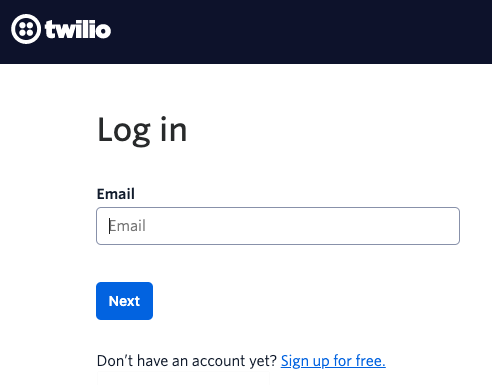 twilio
Log in
Email
Email
Next
Don’t have an account yet? Sign up for free.